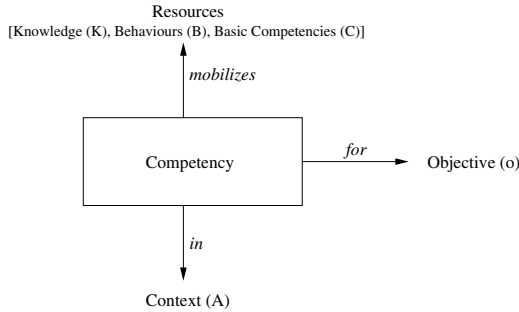 Resources
[Knowledge (K), Behaviours (B), Basic Competencies (C)]
mobilizes
Competency
for
Objective (o)
in
Context (A)